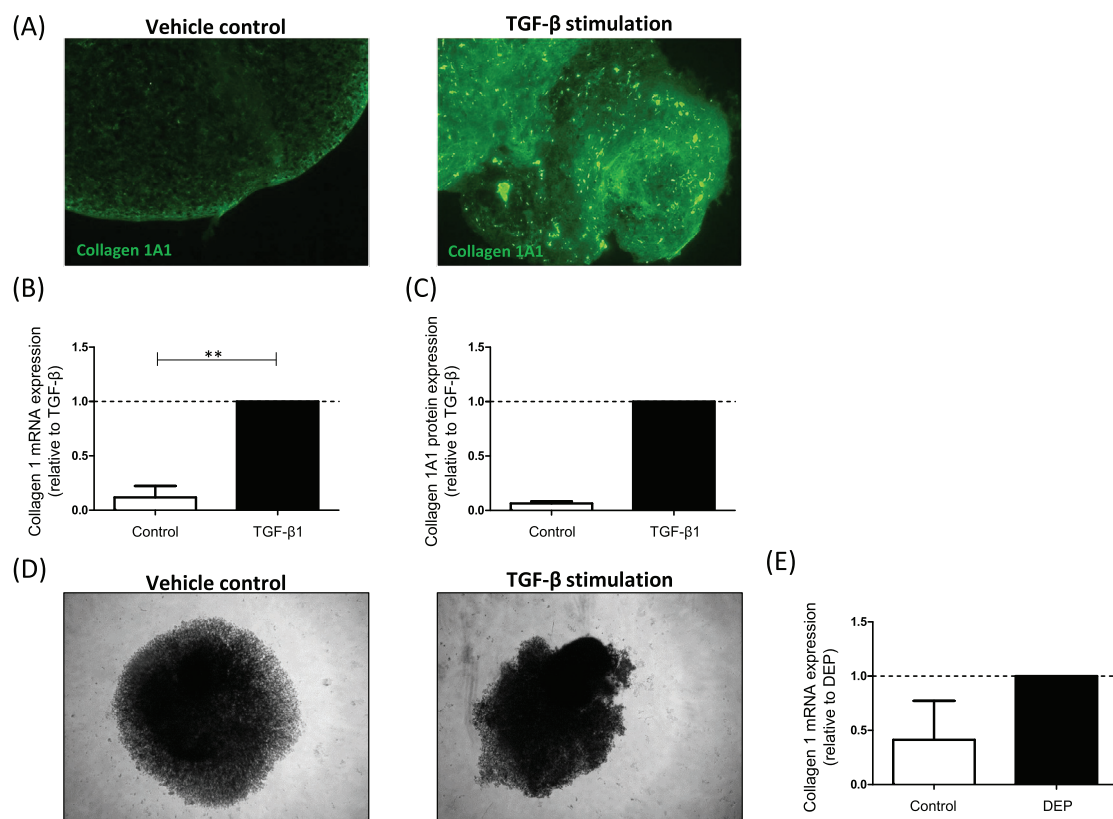 (A)
Vehicle control
TGF-β stimulation
Collagen 1A1
Collagen 1A1
(B)
(C)
Collagen 1 mRNA expression
(relative to TGF-β)
1.5
1.0
0.5
0.0
**
Control
TGF-β1
Collagen 1A1 protein expression
(relative to TGF-β)
1.5
1.0
0.5
0.0
Control
TGF-β1
(D)
Vehicle control
TGF-β stimulation
(E)
Collagen 1 mRNA expression
(relative to DEP)
1.5
1.0
0.5
0.0
Control
DEP